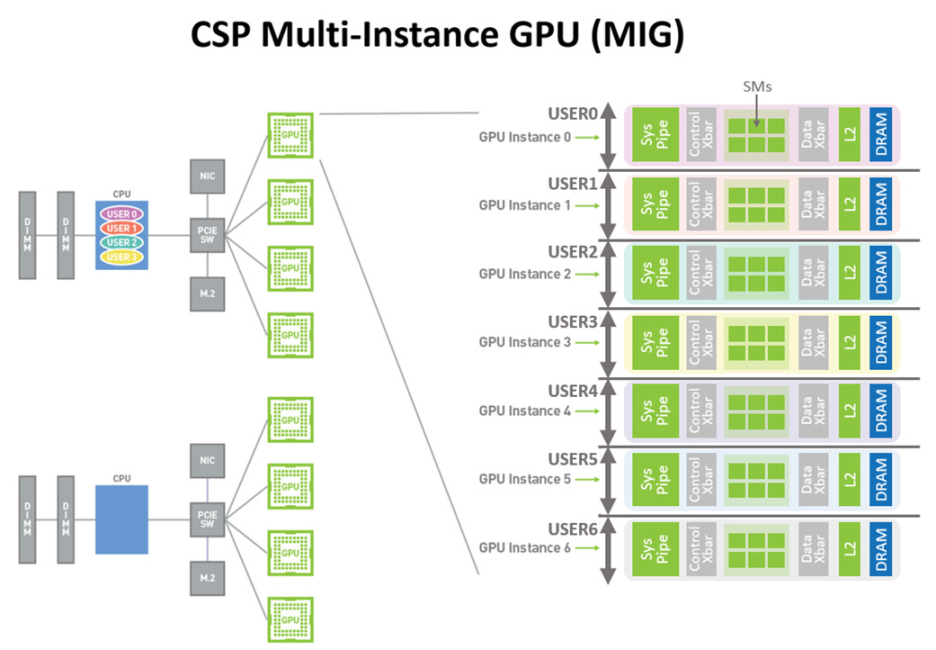 CSP Multi-Instance GPU (MIG)
SMs
USER0
GPU Instance 0
Sys Pipe
Control Xbar
Data Xbar
L2
DRAM
USER1
GPU Instance 1
Sys Pipe
Control Xbar
Data Xbar
L2
DRAM
USER2
GPU Instance 2
Sys Pipe
Control Xbar
Data Xbar
L2
DRAM
USER3
GPU Instance 3
Sys Pipe
Control Xbar
Data Xbar
L2
DRAM
USER4
GPU Instance 4
Sys Pipe
Control Xbar
Data Xbar
L2
DRAM
USER5
GPU Instance 5
Sys Pipe
Control Xbar
Data Xbar
L2
DRAM
USER6
GPU Instance 6
Sys Pipe
Control Xbar
Data Xbar
L2
DRAM
DIMM
DIMM
CPU
USER 0
USER 1
USER 2
USER 3
NIC
PCIE
SW
M.2
GPU
GPU
GPU
GPU
DIMM
DIMM
CPU
NIC
PCIE
SW
M.2
GPU
GPU
GPU
GPU